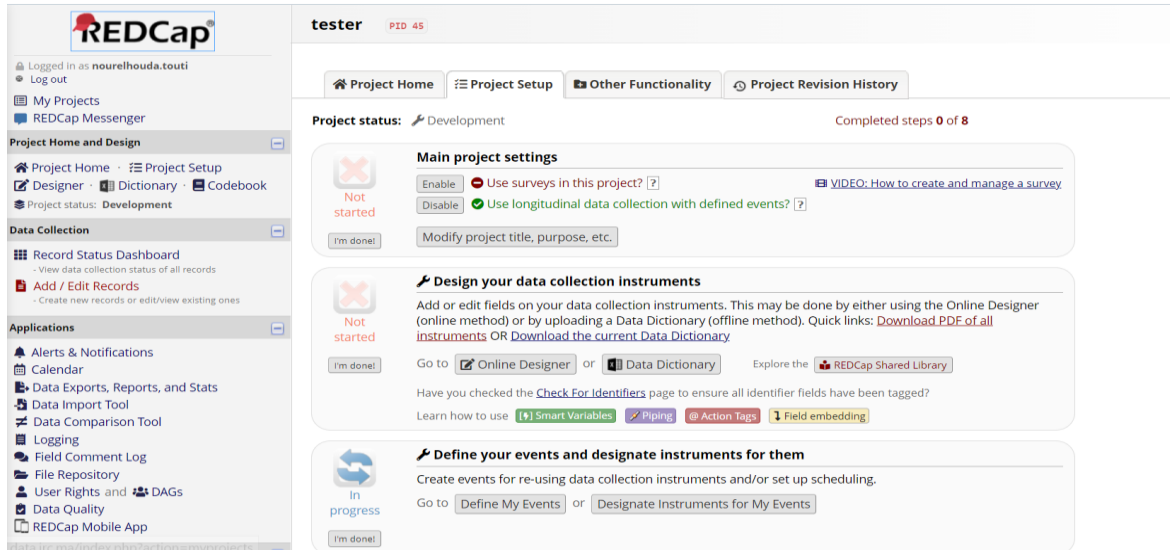 REDCap
Logged in as nourelhouda.touti
Log out
My Projects
REDCap Messenger
Project Home and Design
Project Home · Project Setup
Designer · Dictionary · Codebook
Project status: Development
Data Collection
Record Status Dashboard
- View data collection status of all records
Add / Edit Records
- Create new records or edit/view existing ones
Applications
Alerts & Notifications
Calendar
Data Exports, Reports, and Stats
Data Import Tool
Data Comparison Tool
Logging
Field Comment Log
File Repository
User Rights and DAGs
Data Quality
REDCap Mobile App
data.irc.ma/index.php?action=myprojects
tester PID 45
Project Home Project Setup Other Functionality Project Revision History
Project status: Development Completed steps 0 of 8
Not started
I'm done!
Main project settings
Enable Use surveys in this project? ? VIDEO: How to create and manage a survey
Disable Use longitudinal data collection with defined events? ?
Modify project title, purpose, etc.
Not started
I'm done!
Design your data collection instruments
Add or edit fields on your data collection instruments. This may be done by either using the Online Designer
(online method) or by uploading a Data Dictionary (offline method). Quick links: Download PDF of all
instruments OR Download the current Data Dictionary
Go to Online Designer or Data Dictionary Explore the REDCap Shared Library
Have you checked the Check For Identifiers page to ensure all identifier fields have been tagged?
Learn how to use Smart Variables Piping @ Action Tags Field embedding
In progress
I'm done!
Define your events and designate instruments for them
Create events for re-using data collection instruments and/or set up scheduling.
Go to Define My Events or Designate Instruments for My Events